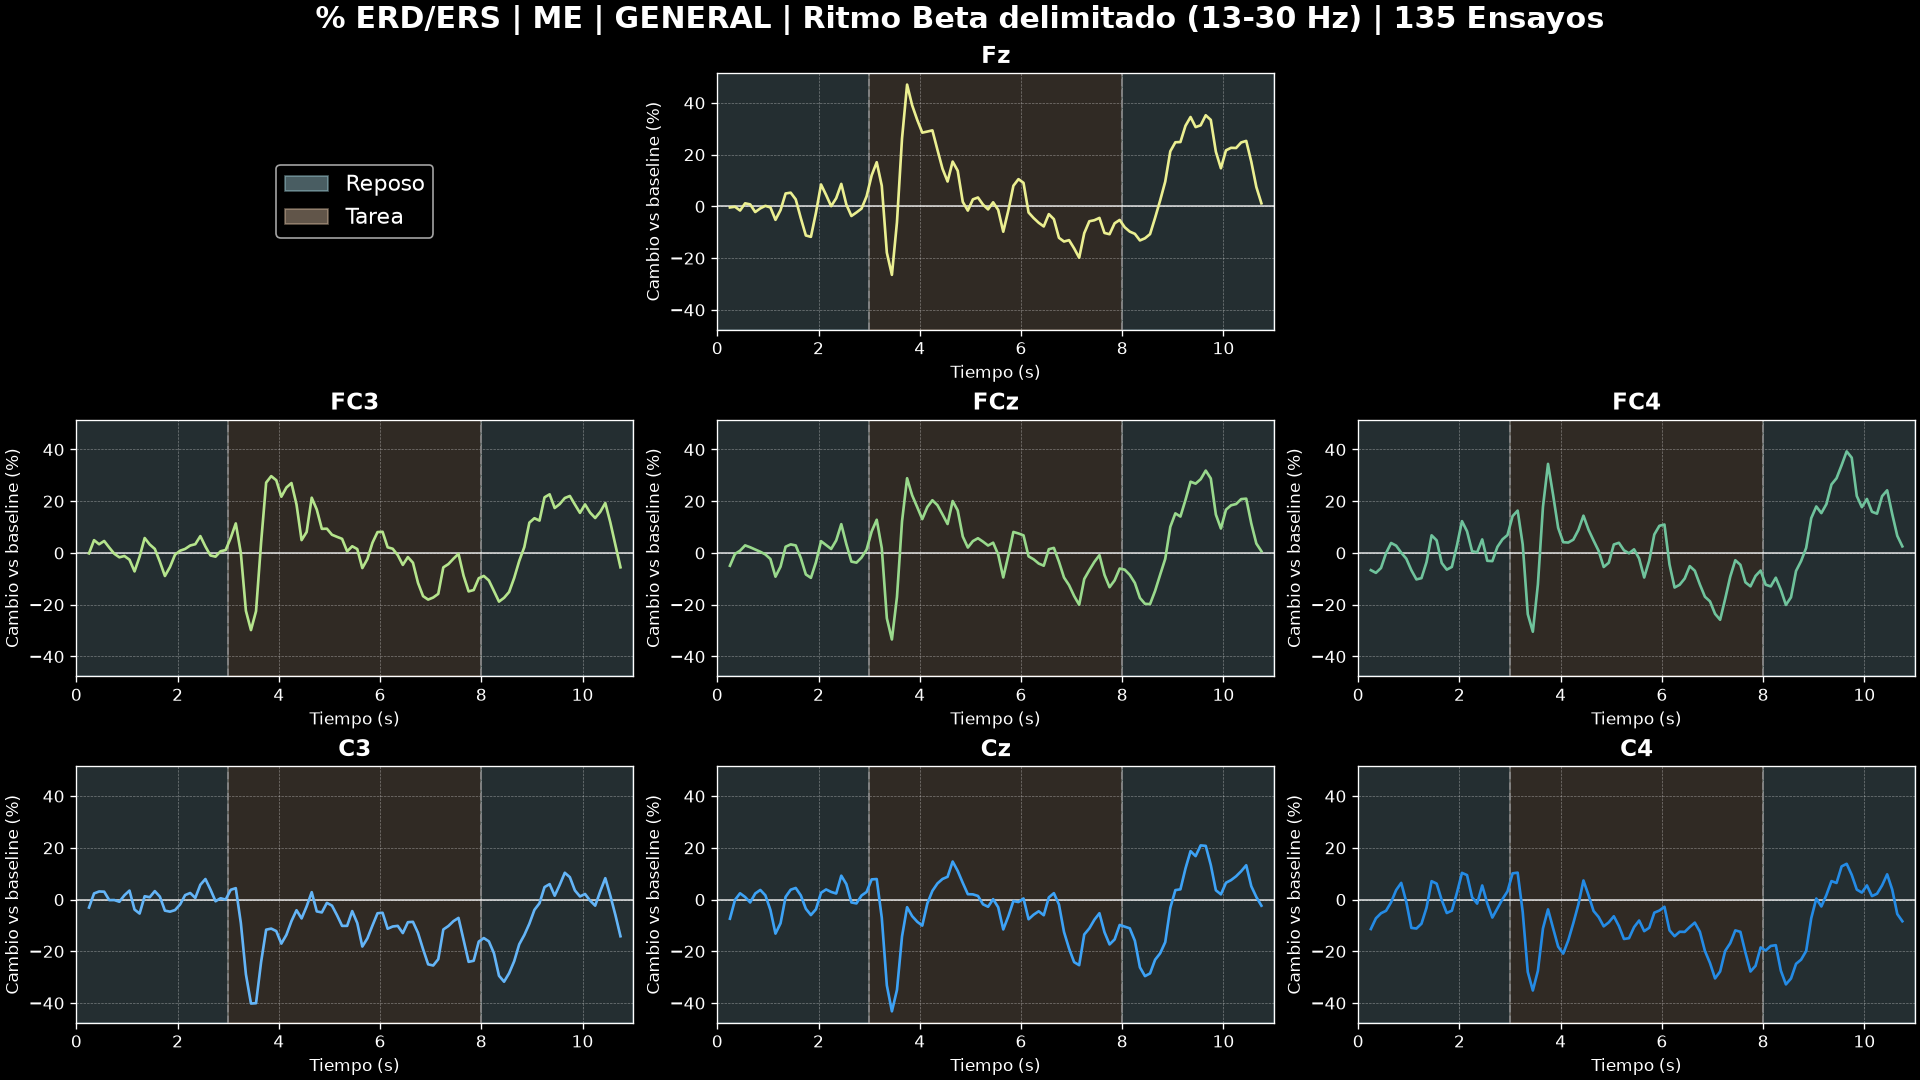 % ERD/ERS | ME | GENERAL | Ritmo Beta delimitado (13-30 Hz) | 135 Ensayos
Fz
Cambio vs baseline (%)
40
20
0
−20
−40
0 2 4 6 8 10
Tiempo (s)
Reposo
Tarea
FC3
Cambio vs baseline (%)
40
20
0
−20
−40
0 2 4 6 8 10
Tiempo (s)
FCz
Cambio vs baseline (%)
40
20
0
−20
−40
0 2 4 6 8 10
Tiempo (s)
FC4
Cambio vs baseline (%)
40
20
0
−20
−40
0 2 4 6 8 10
Tiempo (s)
C3
Cambio vs baseline (%)
40
20
0
−20
−40
0 2 4 6 8 10
Tiempo (s)
Cz
Cambio vs baseline (%)
40
20
0
−20
−40
0 2 4 6 8 10
Tiempo (s)
C4
Cambio vs baseline (%)
40
20
0
−20
−40
0 2 4 6 8 10
Tiempo (s)